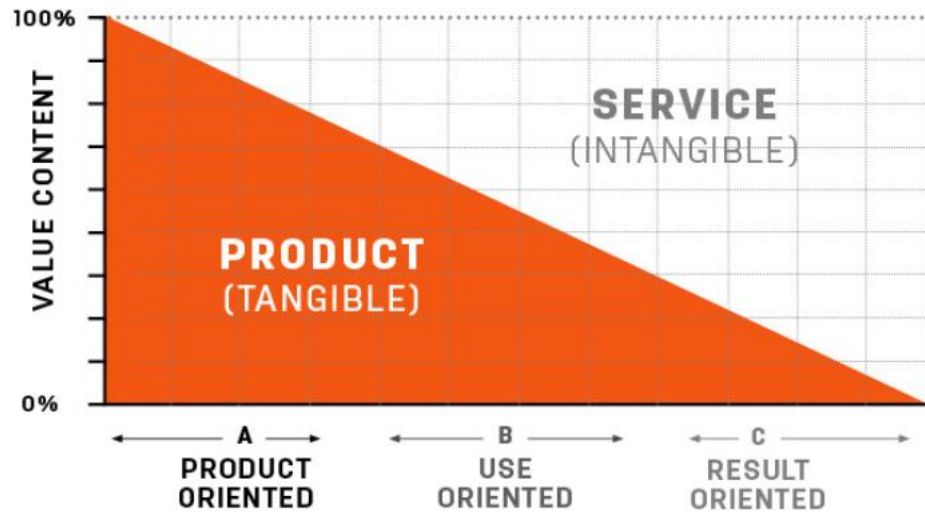 100%
VALUE CONTENT
SERVICE
(INTANGIBLE)
PRODUCT
(TANGIBLE)
0%
A
PRODUCT
ORIENTED
B
USE
ORIENTED
C
RESULT
ORIENTED